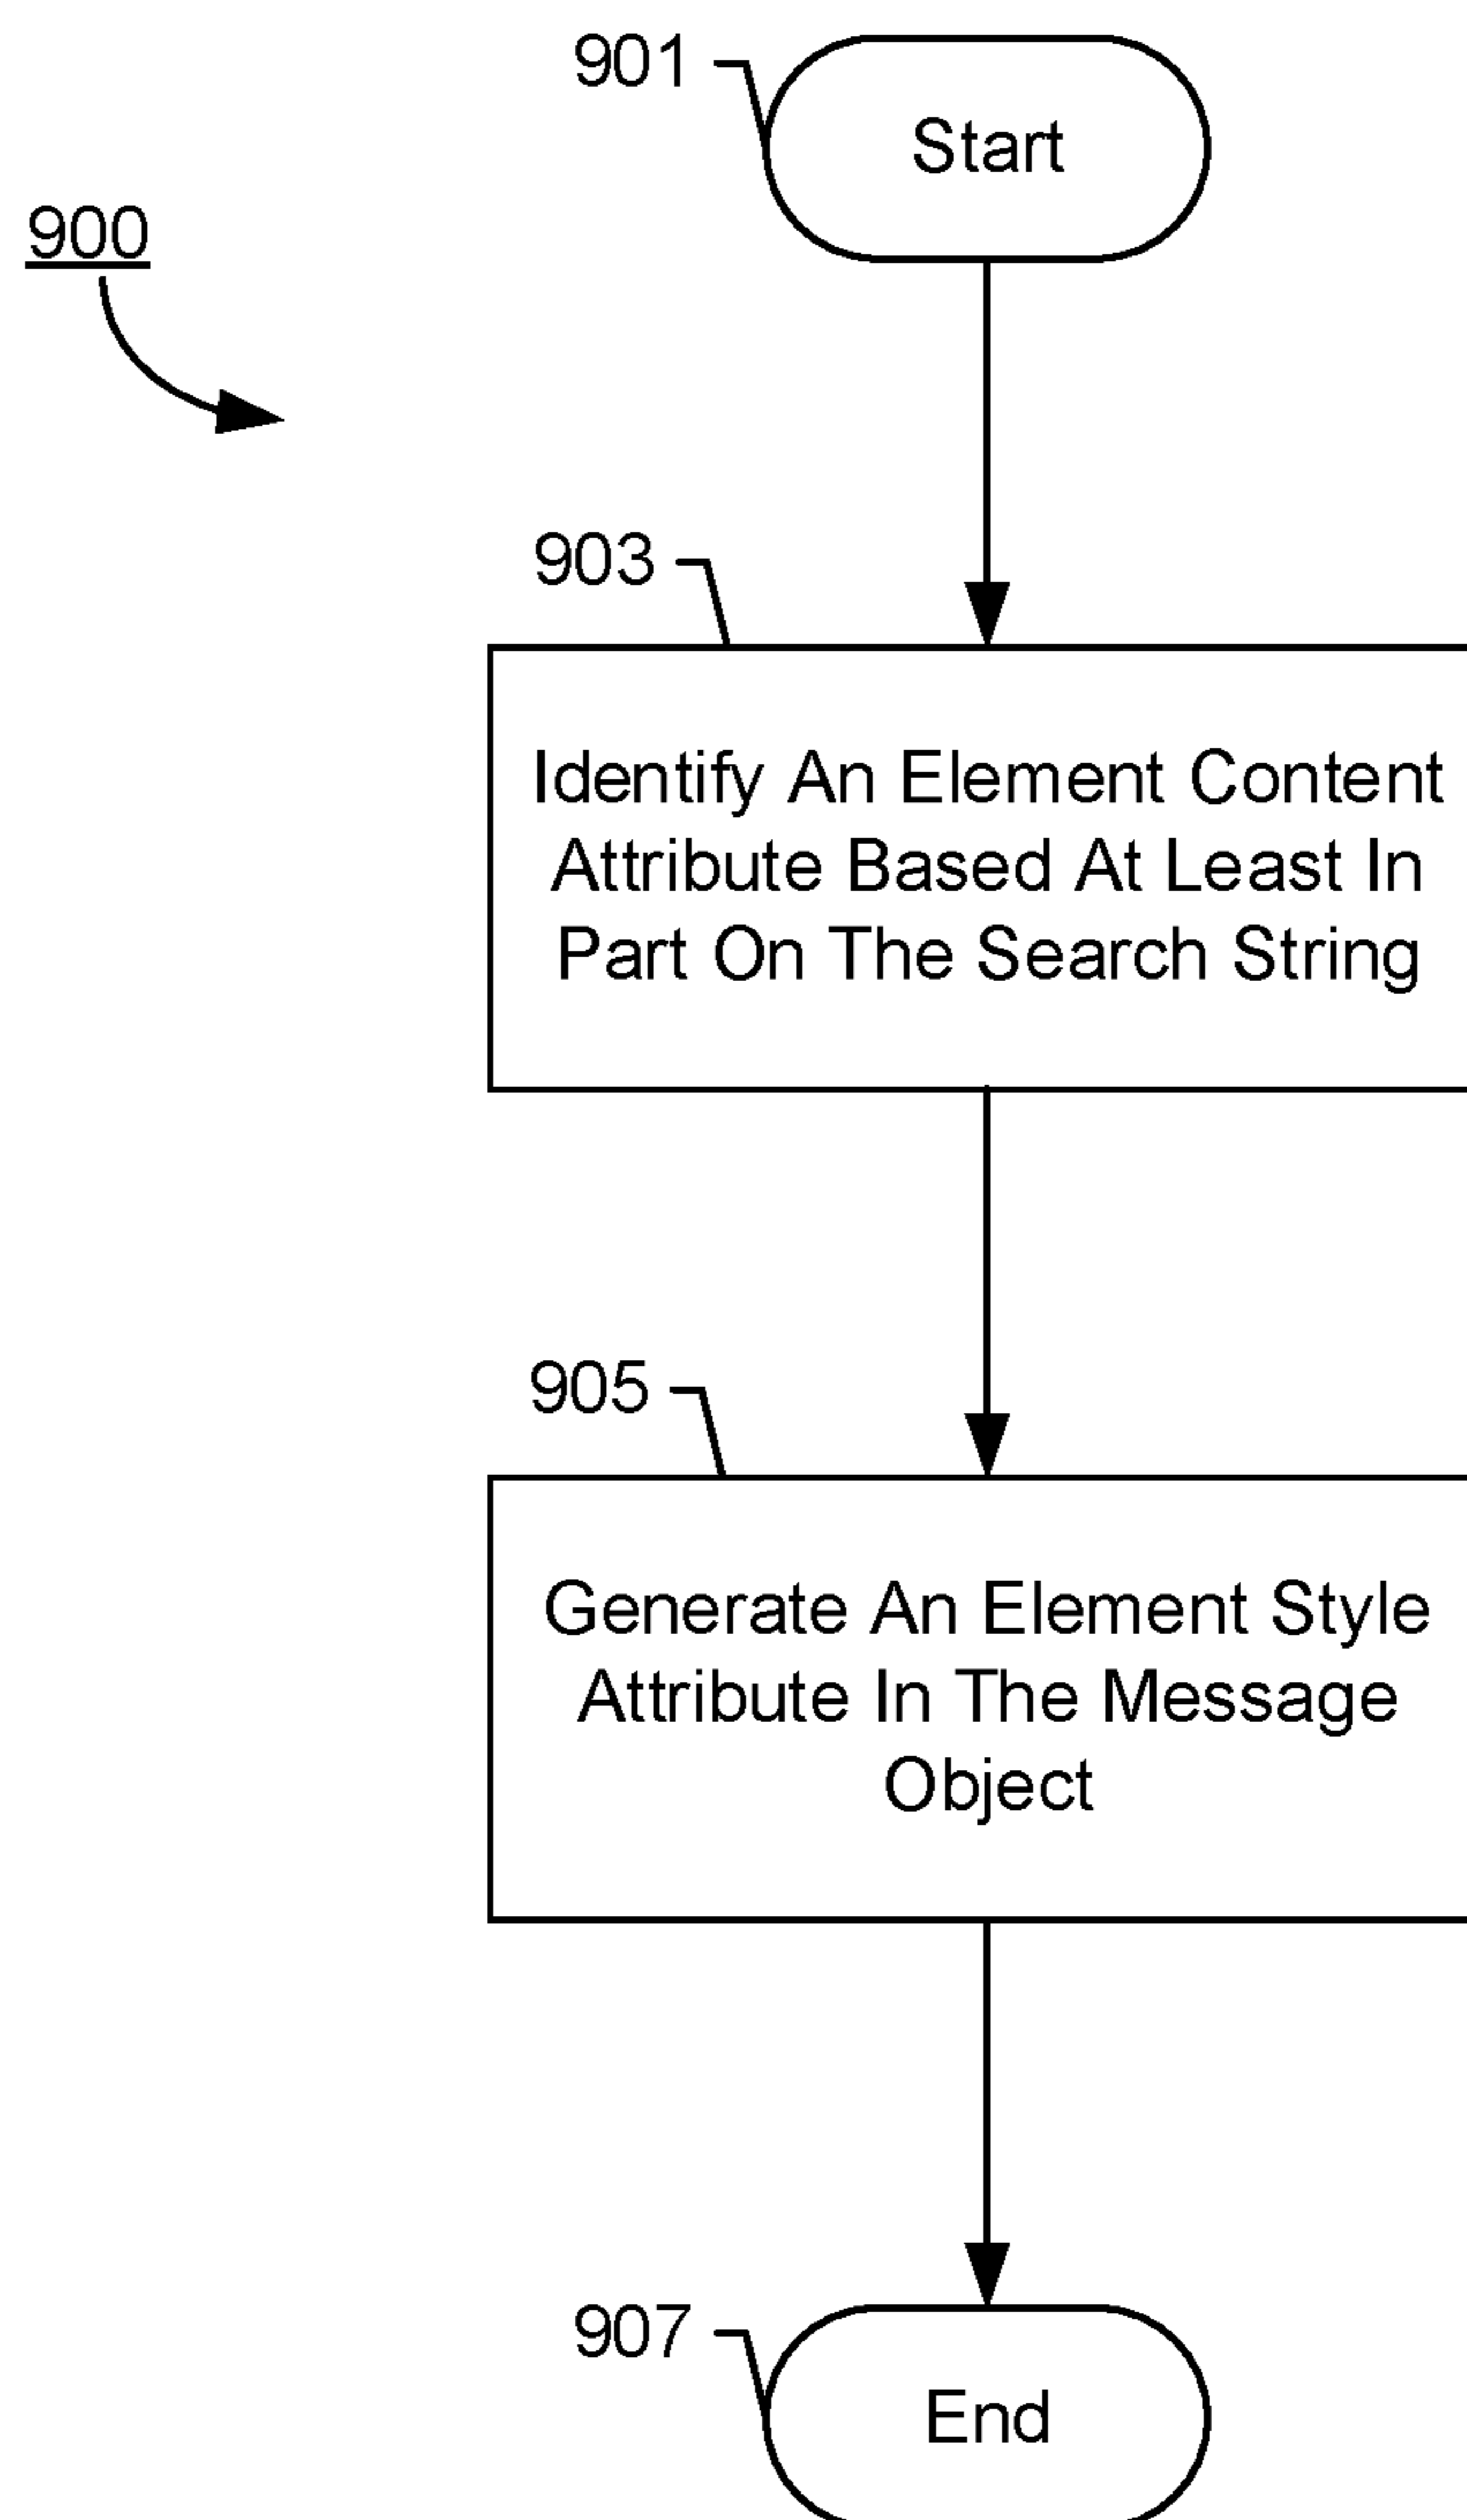 901
Start
900
903
Identify An Element Content
Attribute Based At Least In
Part On The Search String
905
Generate An Element Style
Attribute In The Message
Object
907
End